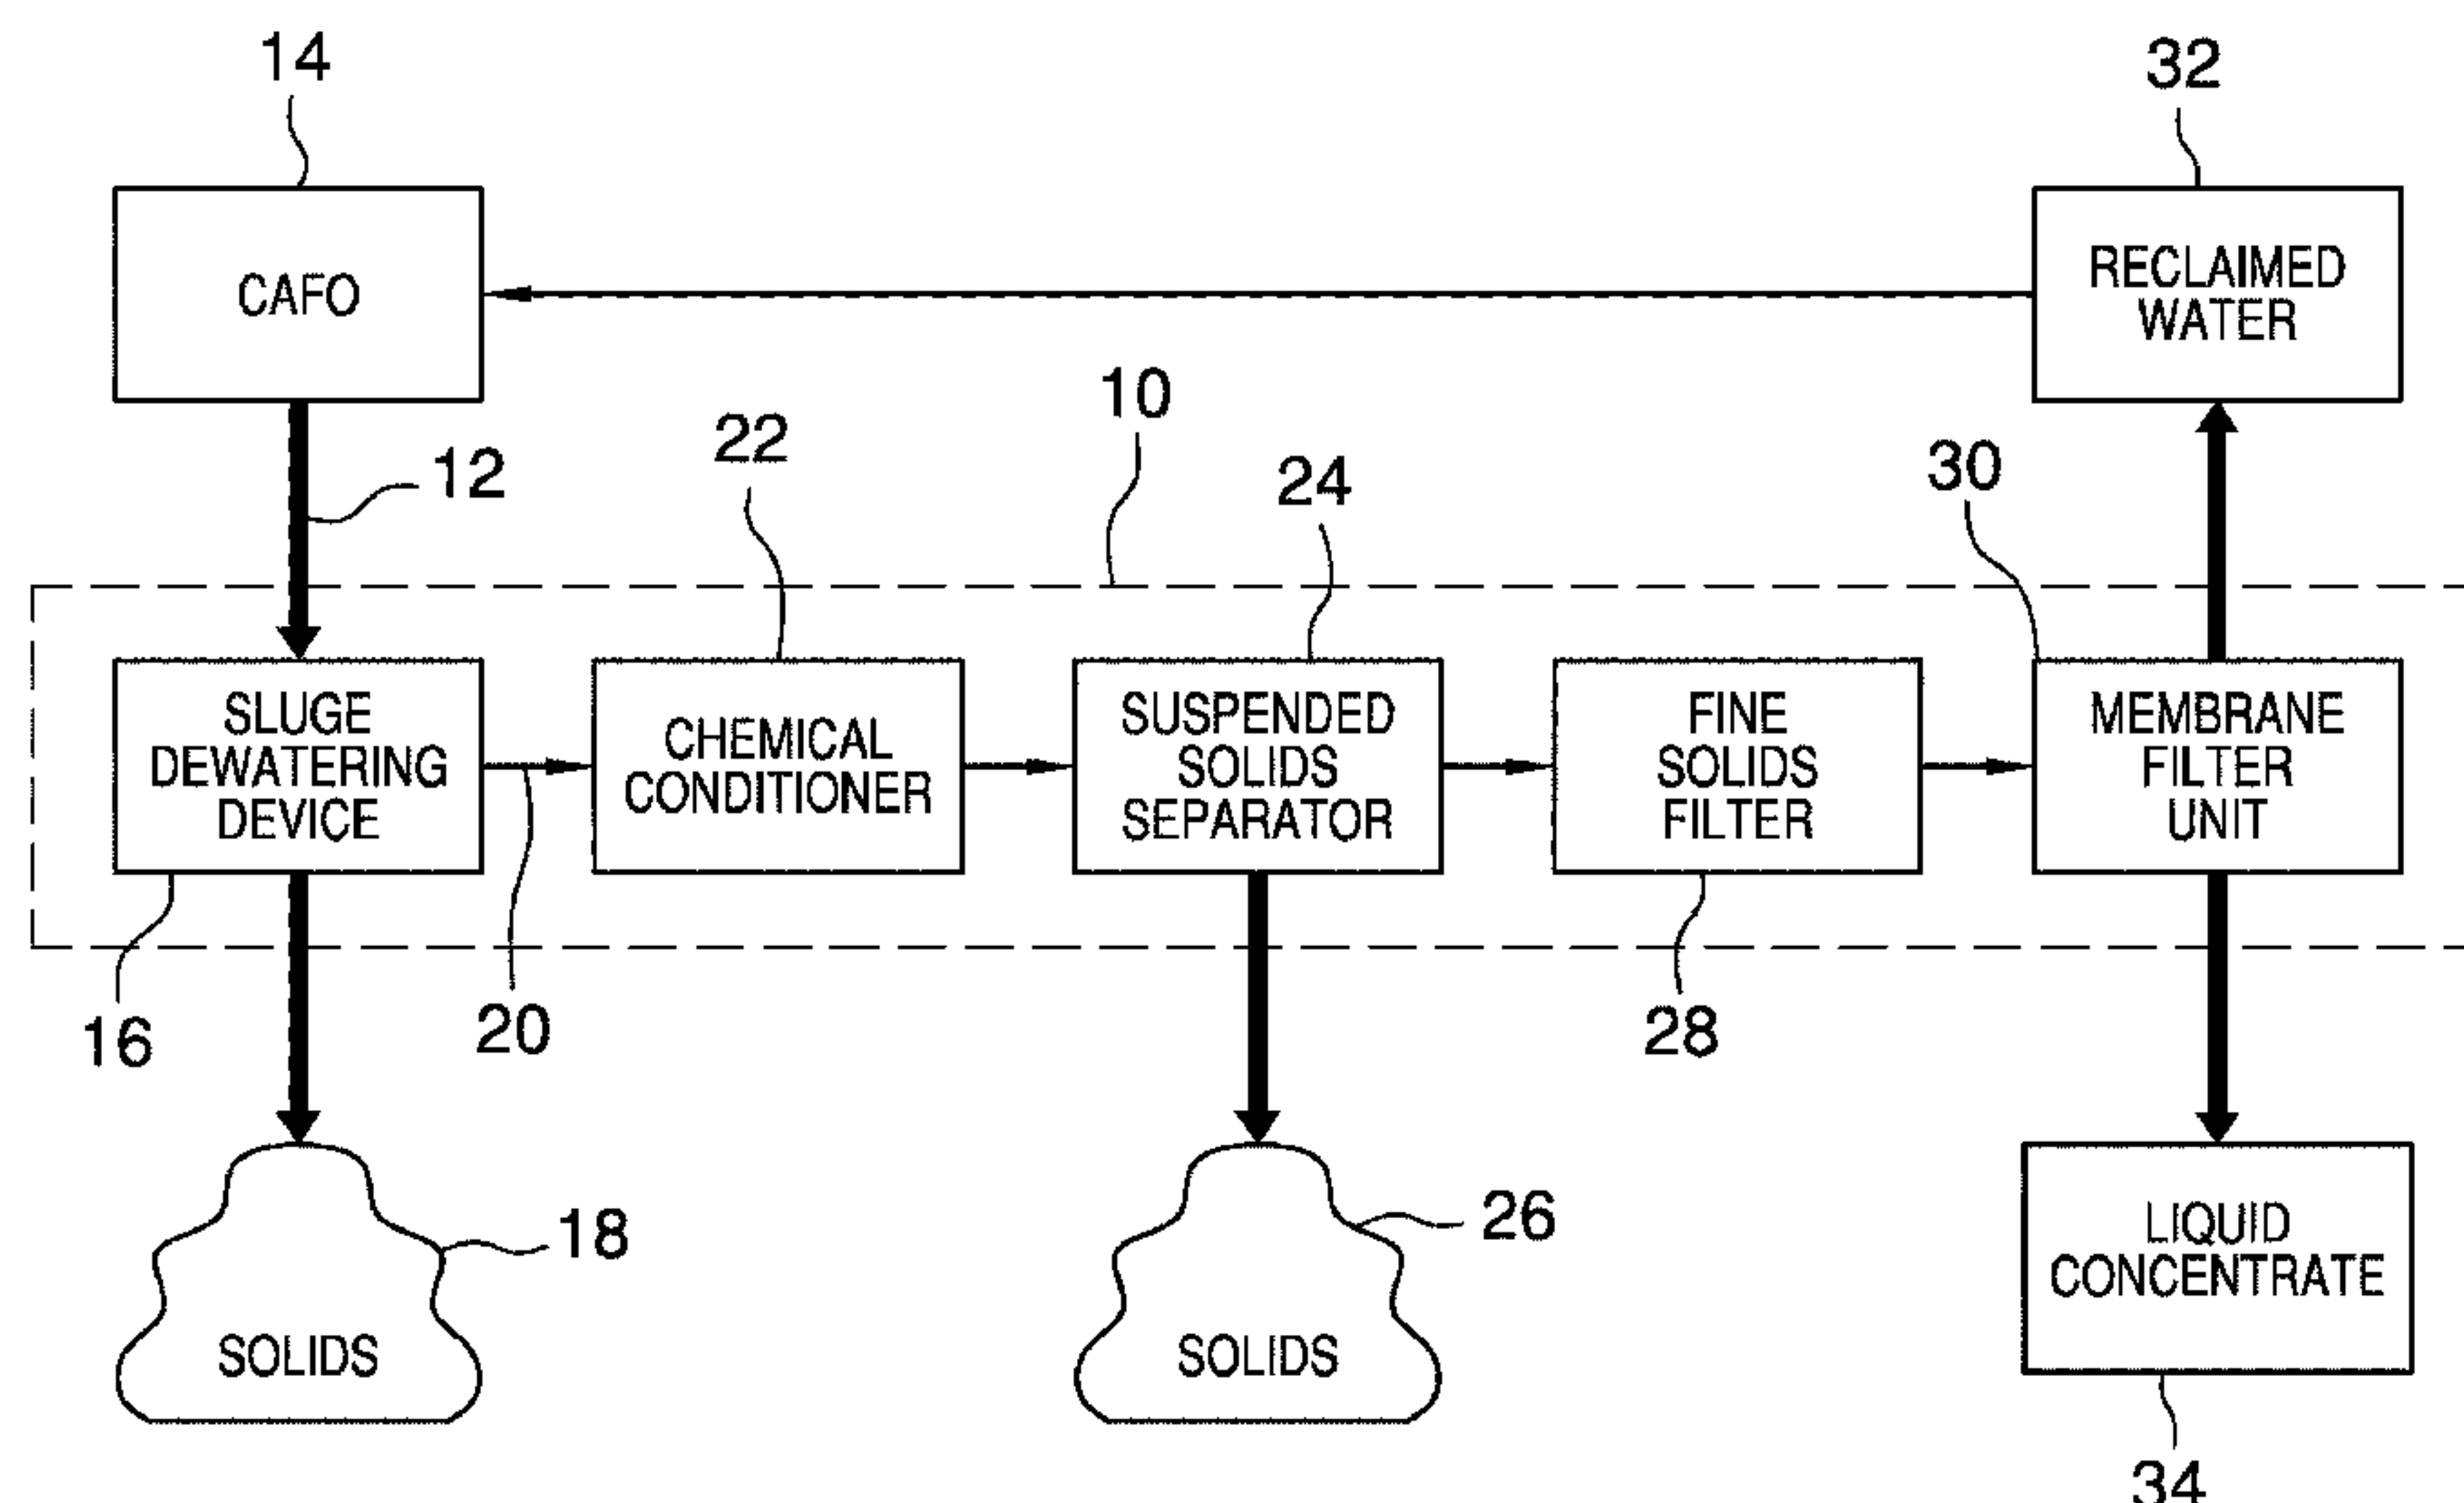 14
32
CAFO
RECLAIMED
WATER
10
22
12
24
30
SLUGE
DEWATERING
DEVICE
CHEMICAL
CONDITIONER
SUSPENDED
SOLIDS
SEPARATOR
FINE
SOLIDS
FILTER
MEMBRANE
FILTER
UNIT
16
20
28
18
26
SOLIDS
SOLIDS
LIQUID
CONCENTRATE
34